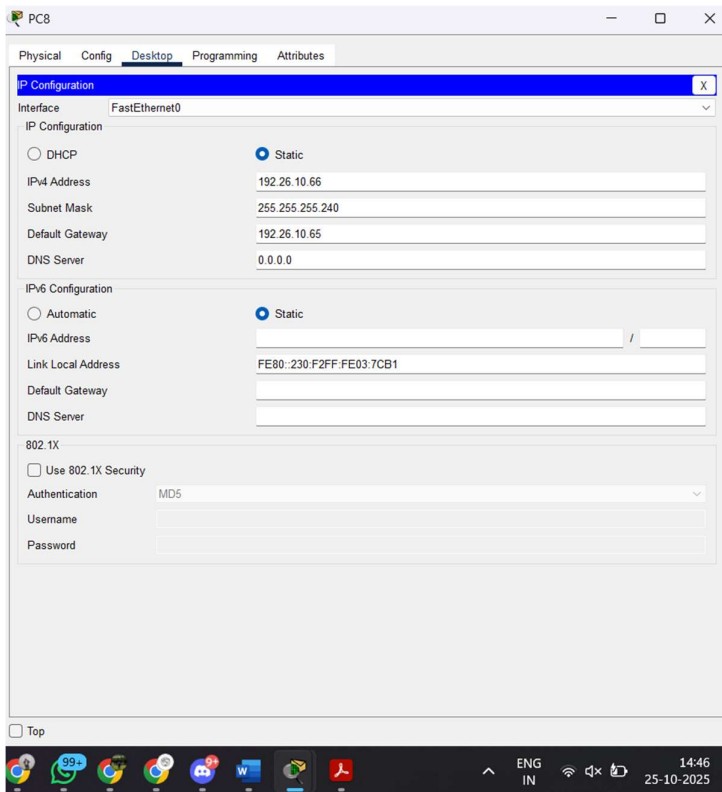 PC8
Physical Config Desktop Programming Attributes
IP Configuration X
Interface FastEthernet0
IP Configuration
DHCP Static
IPv4 Address 192.26.10.66
Subnet Mask 255.255.255.240
Default Gateway 192.26.10.65
DNS Server 0.0.0.0
IPv6 Configuration
Automatic Static
IPv6 Address /
Link Local Address FE80::230:F2FF:FE03:7CB1
Default Gateway
DNS Server
802.1X
Use 802.1X Security
Authentication MD5
Username
Password
Top
99+ 9+ W ENG 14:46
IN 25-10-2025